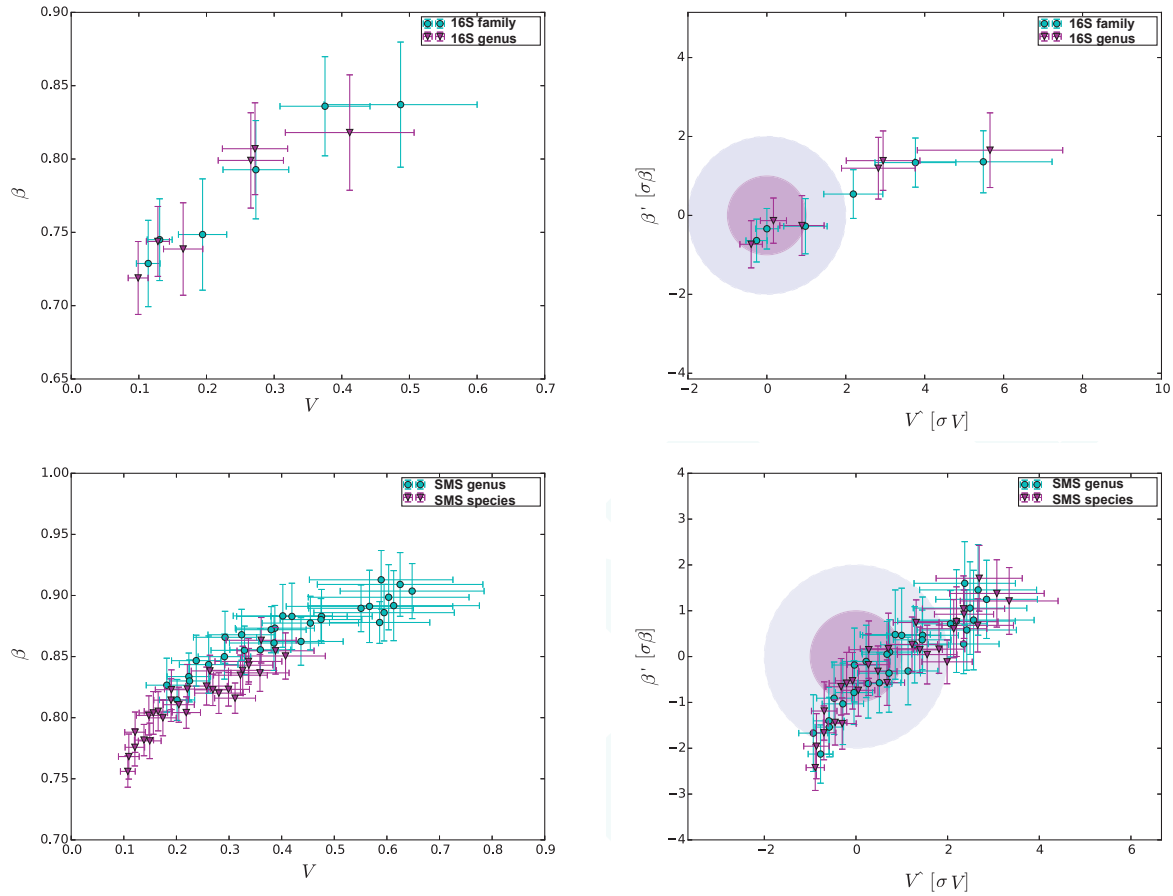 0.90
0.85
0.80
0.75
0.70
0.65
β
0.0 0.1 0.2 0.3 0.4 0.5 0.6 0.7
V
16S family
16S genus
4
2
0
−2
−4
β' [σβ]
−2 0 2 4 6 8 10
V^ [σ V]
16S family
16S genus
1.00
0.95
0.90
0.85
0.80
0.75
0.70
β
0.0 0.1 0.2 0.3 0.4 0.5 0.6 0.7 0.8 0.9
V
SMS genus
SMS species
4
3
2
1
0
−1
−2
−3
−4
β' [σβ]
−2 0 2 4 6
V^ [σ V]
SMS genus
SMS species